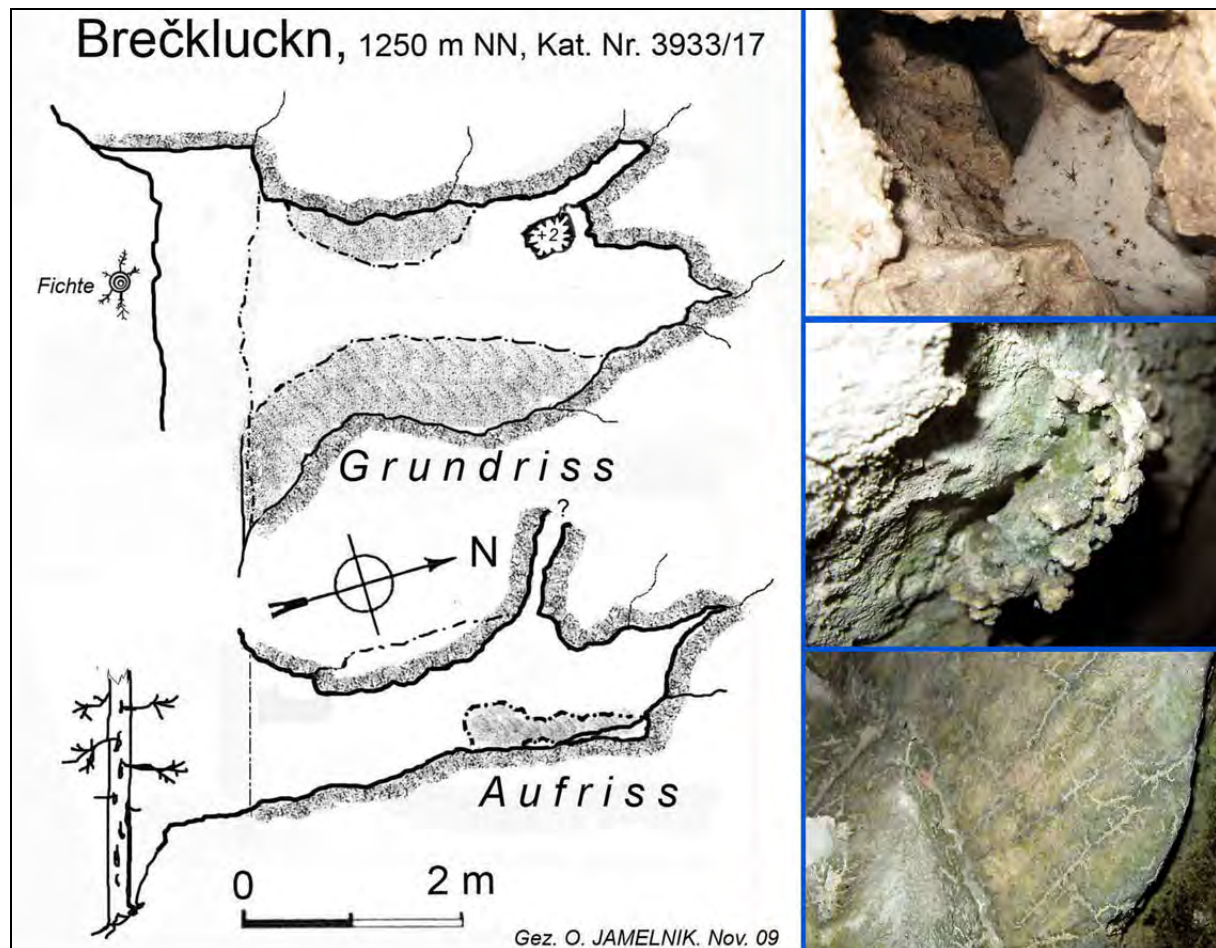 Brečkluckn, 1250 m NN, Kat. Nr. 3933/17
Fichte
+2
Grundriss
?
N
Aufriss
0 2 m
Gez. O. JAMELNIK. Nov. 09